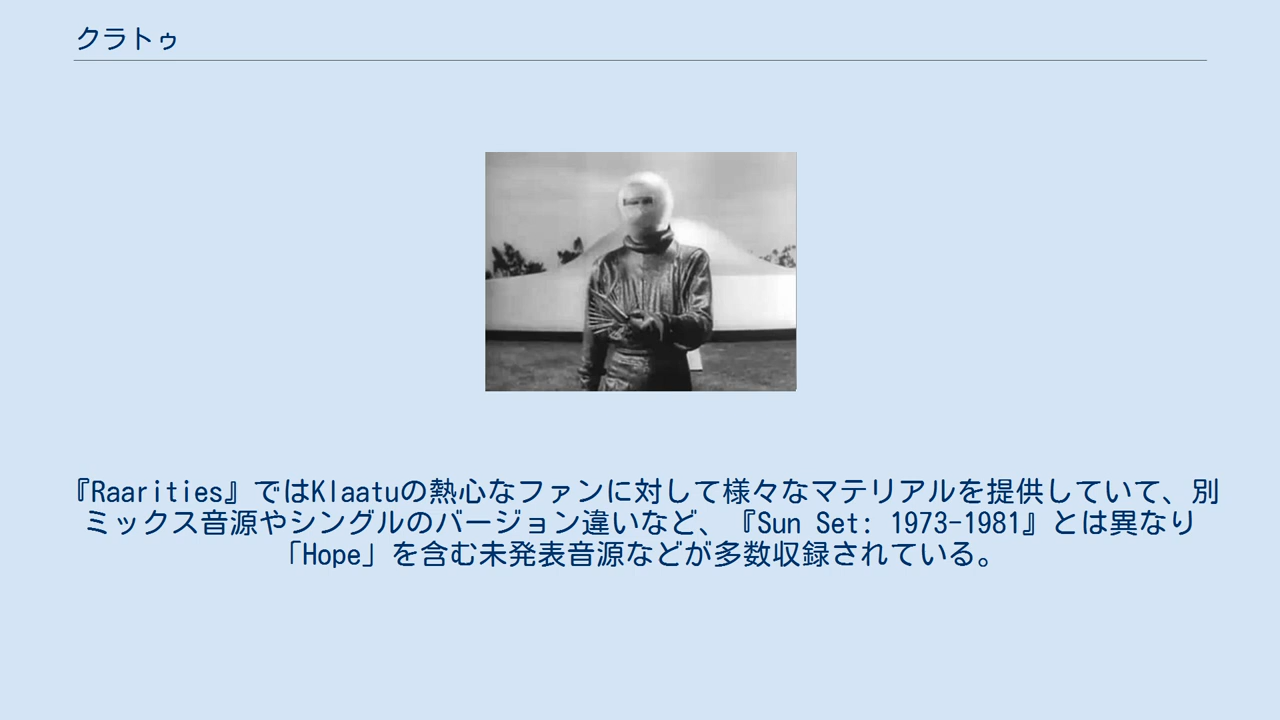 クラトゥ
『Raarities』ではKlaatuの熱心なファンに対して様々なマテリアルを提供していて、別
ミックス音源やシングルのバージョン違いなど、『Sun Set: 1973-1981』とは異なり
「Hope」を含む未発表音源などが多数収録されている。